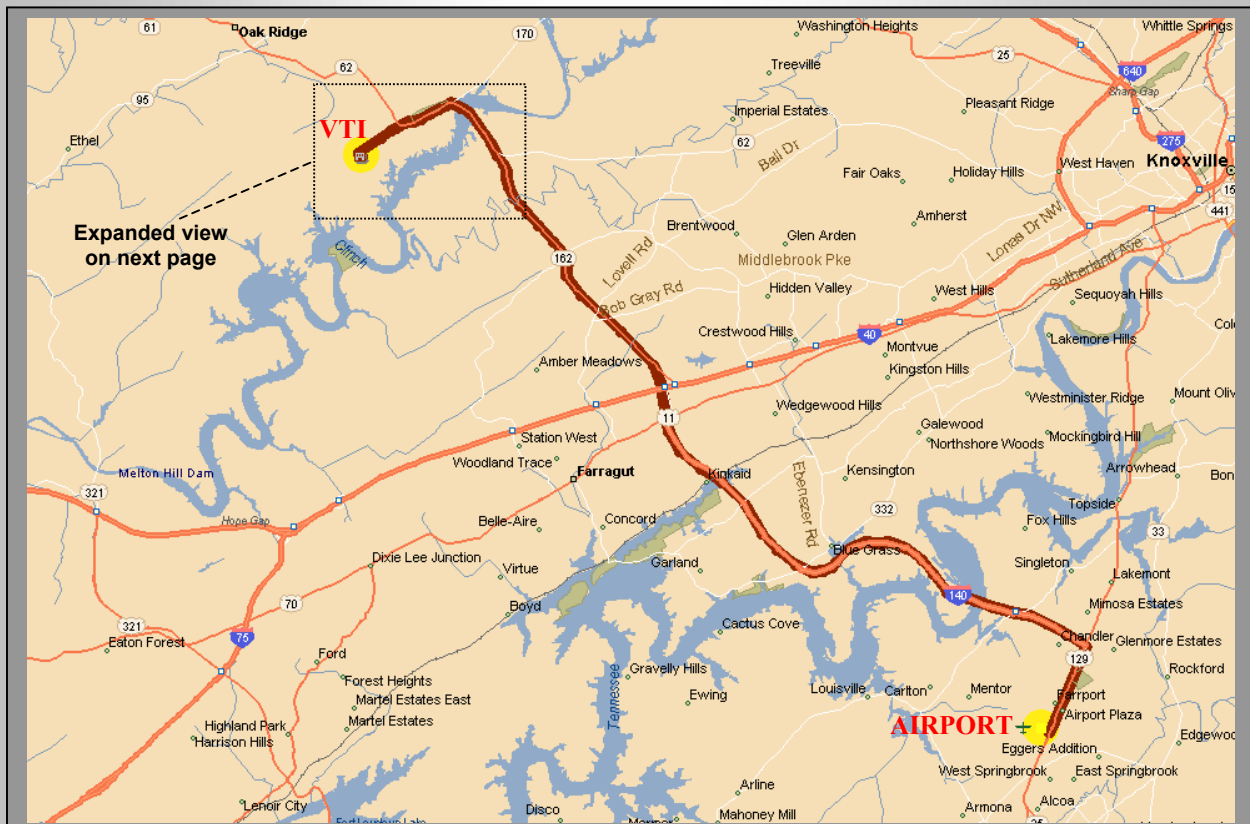 61
Oak Ridge
170
Washington Heights
Whittle Springs
25
62
Treeville
640
Sharp Gap
95
Imperial Estates
Pleasant Ridge
Ethel
VTI
62
Ball Dr
275
West Haven
Knoxville
Fair Oaks
Holiday Hills
15
Expanded view
on next page
Clinch
Brentwood
Amherst
441
Glen Arden
Lonas Dr NW
Sutherland Ave
162
Lovell Rd
Middlebrook Pke
Hidden Valley
West Hills
Sequoyah Hills
Bob Gray Rd
Crestwood Hills
40
Lakemore Hills
Montvue
Amber Meadows
Kingston Hills
Westminister Ridge
Mount Oliv
11
Wedgewood Hills
Galewood
Station West
Northshore Woods
Mockingbird Hill
Woodland Trace
Farragut
Melton Hill Dam
Kinkaid
Kensington
Arrowhead
Bon
321
Ebenezer Rd
Topside
Hope Gap
Belle-Aire
Concord
332
Fox Hills
33
Blue Grass
Dixie Lee Junction
Garland
Singleton
Virtue
Lakemont
70
Boyd
140
Mimosa Estates
321
Cactus Cove
Eaton Forest
75
Chandler
Glenmore Estates
Ford
129
Gravelly Hills
Rockford
Forest Heights
Tennessee
Louisville
Carlton
Mentor
Martel Estates East
Ewing
Farrport
Martel Estates
Highland Park
AIRPORT
Airport Plaza
Harrison Hills
Eggers Addition
Edgewoo
West Springbrook
East Springbrook
Arline
Lenoir City
Disco
Mahoney Mill
Armona
Alcoa
35